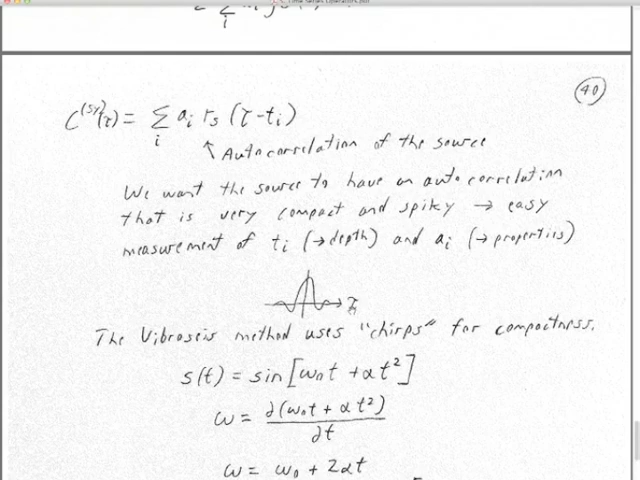 40
C^(sy)(τ) = Σ_i a_i r_s (τ-t_i)
↑ Autocorrelation of the source
We want the source to have an autocorrelation
that is very compact and spiky → easy
measurement of t_i (→depth) and a_i (→properties)
τ
The Vibroseis method uses "chirps" for compactness.
s(t) = sin[ω₀t + αt²]
ω = ∂(ω₀t + αt²)/∂t
ω = ω₀ + 2αt